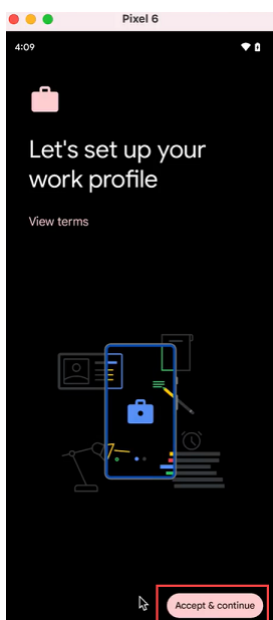 Pixel 6
4:09
Let's set up your
work profile
View terms
Accept & continue